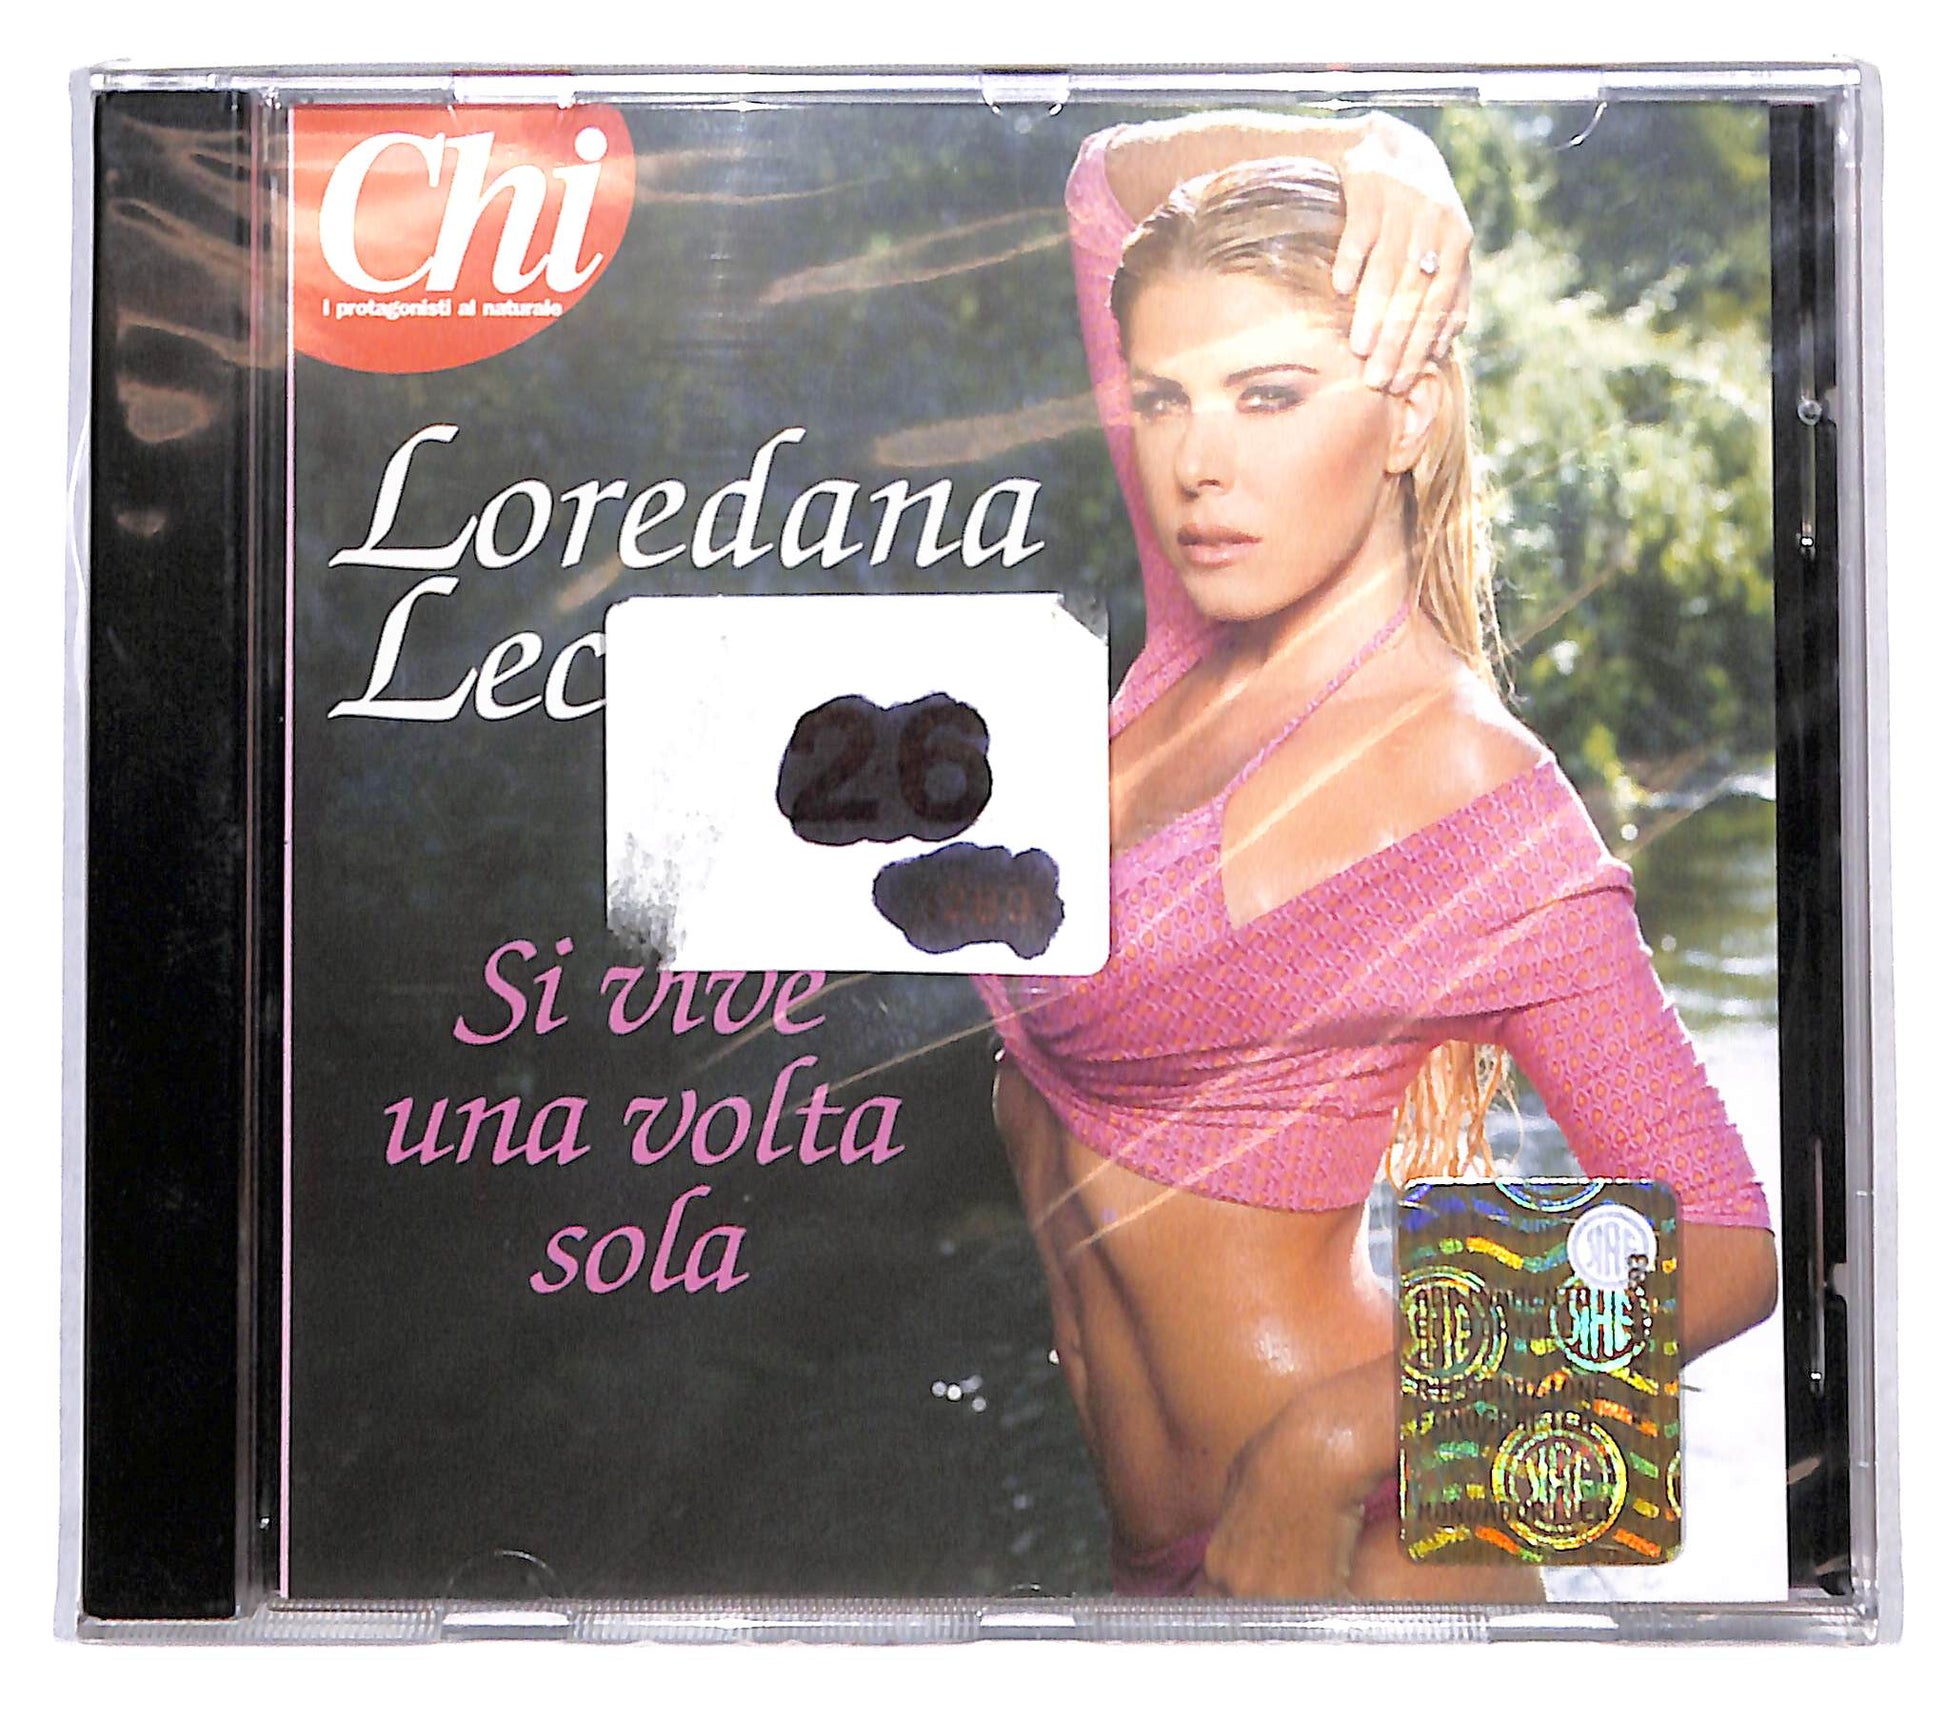 Chi
I protagonisti al naturale
Loredana
Lec
26
Si vive
una volta
sola